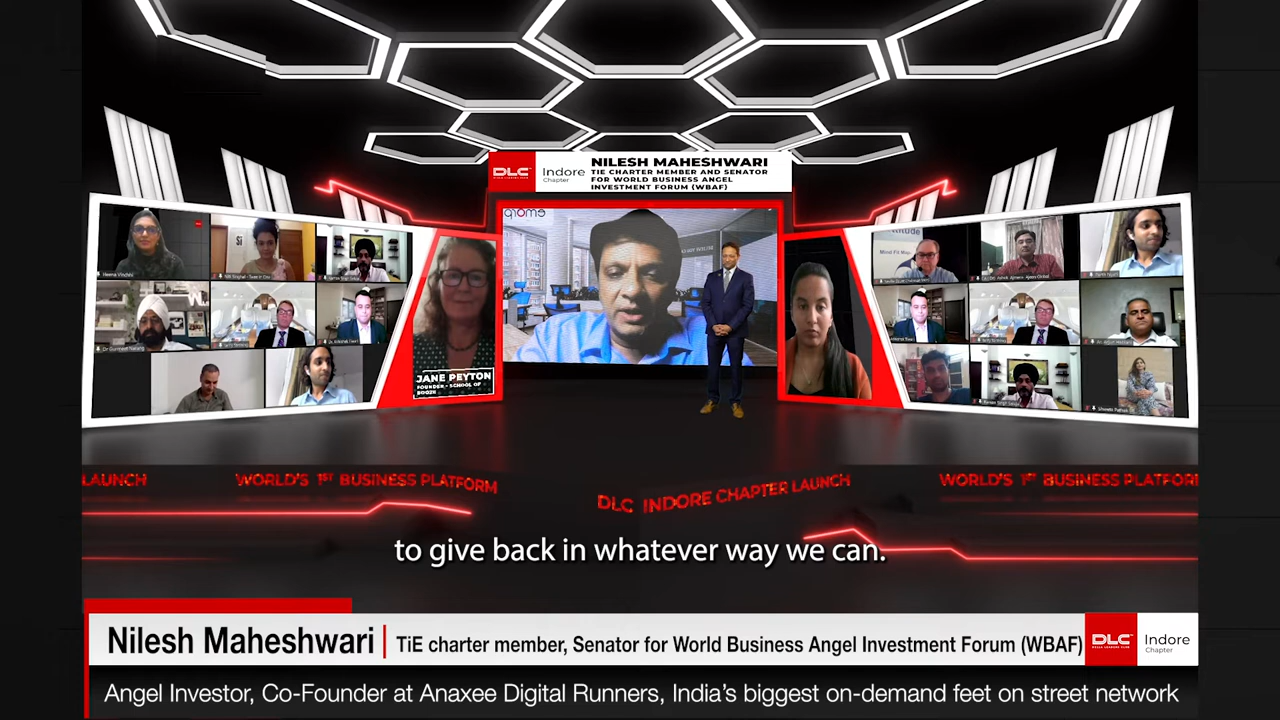 DLC
Indore
Chapter
NILESH MAHESHWARI
TIE CHARTER MEMBER AND SENATOR
FOR WORLD BUSINESS ANGEL
INVESTMENT FORUM (WBAF)
JANE PEYTON
FOUNDER - SCHOOL OF
BOOZE
Heena Vinchhi
LAUNCH
WORLD'S 1ST BUSINESS PLATFORM
DLC INDORE CHAPTER LAUNCH
WORLD'S 1ST BUSINESS PLATFOR
to give back in whatever way we can.
Nilesh Maheshwari
TiE charter member, Senator for World Business Angel Investment Forum (WBAF)
DLC
Indore
Chapter
Angel Investor, Co-Founder at Anaxee Digital Runners, India's biggest on-demand feet on street network